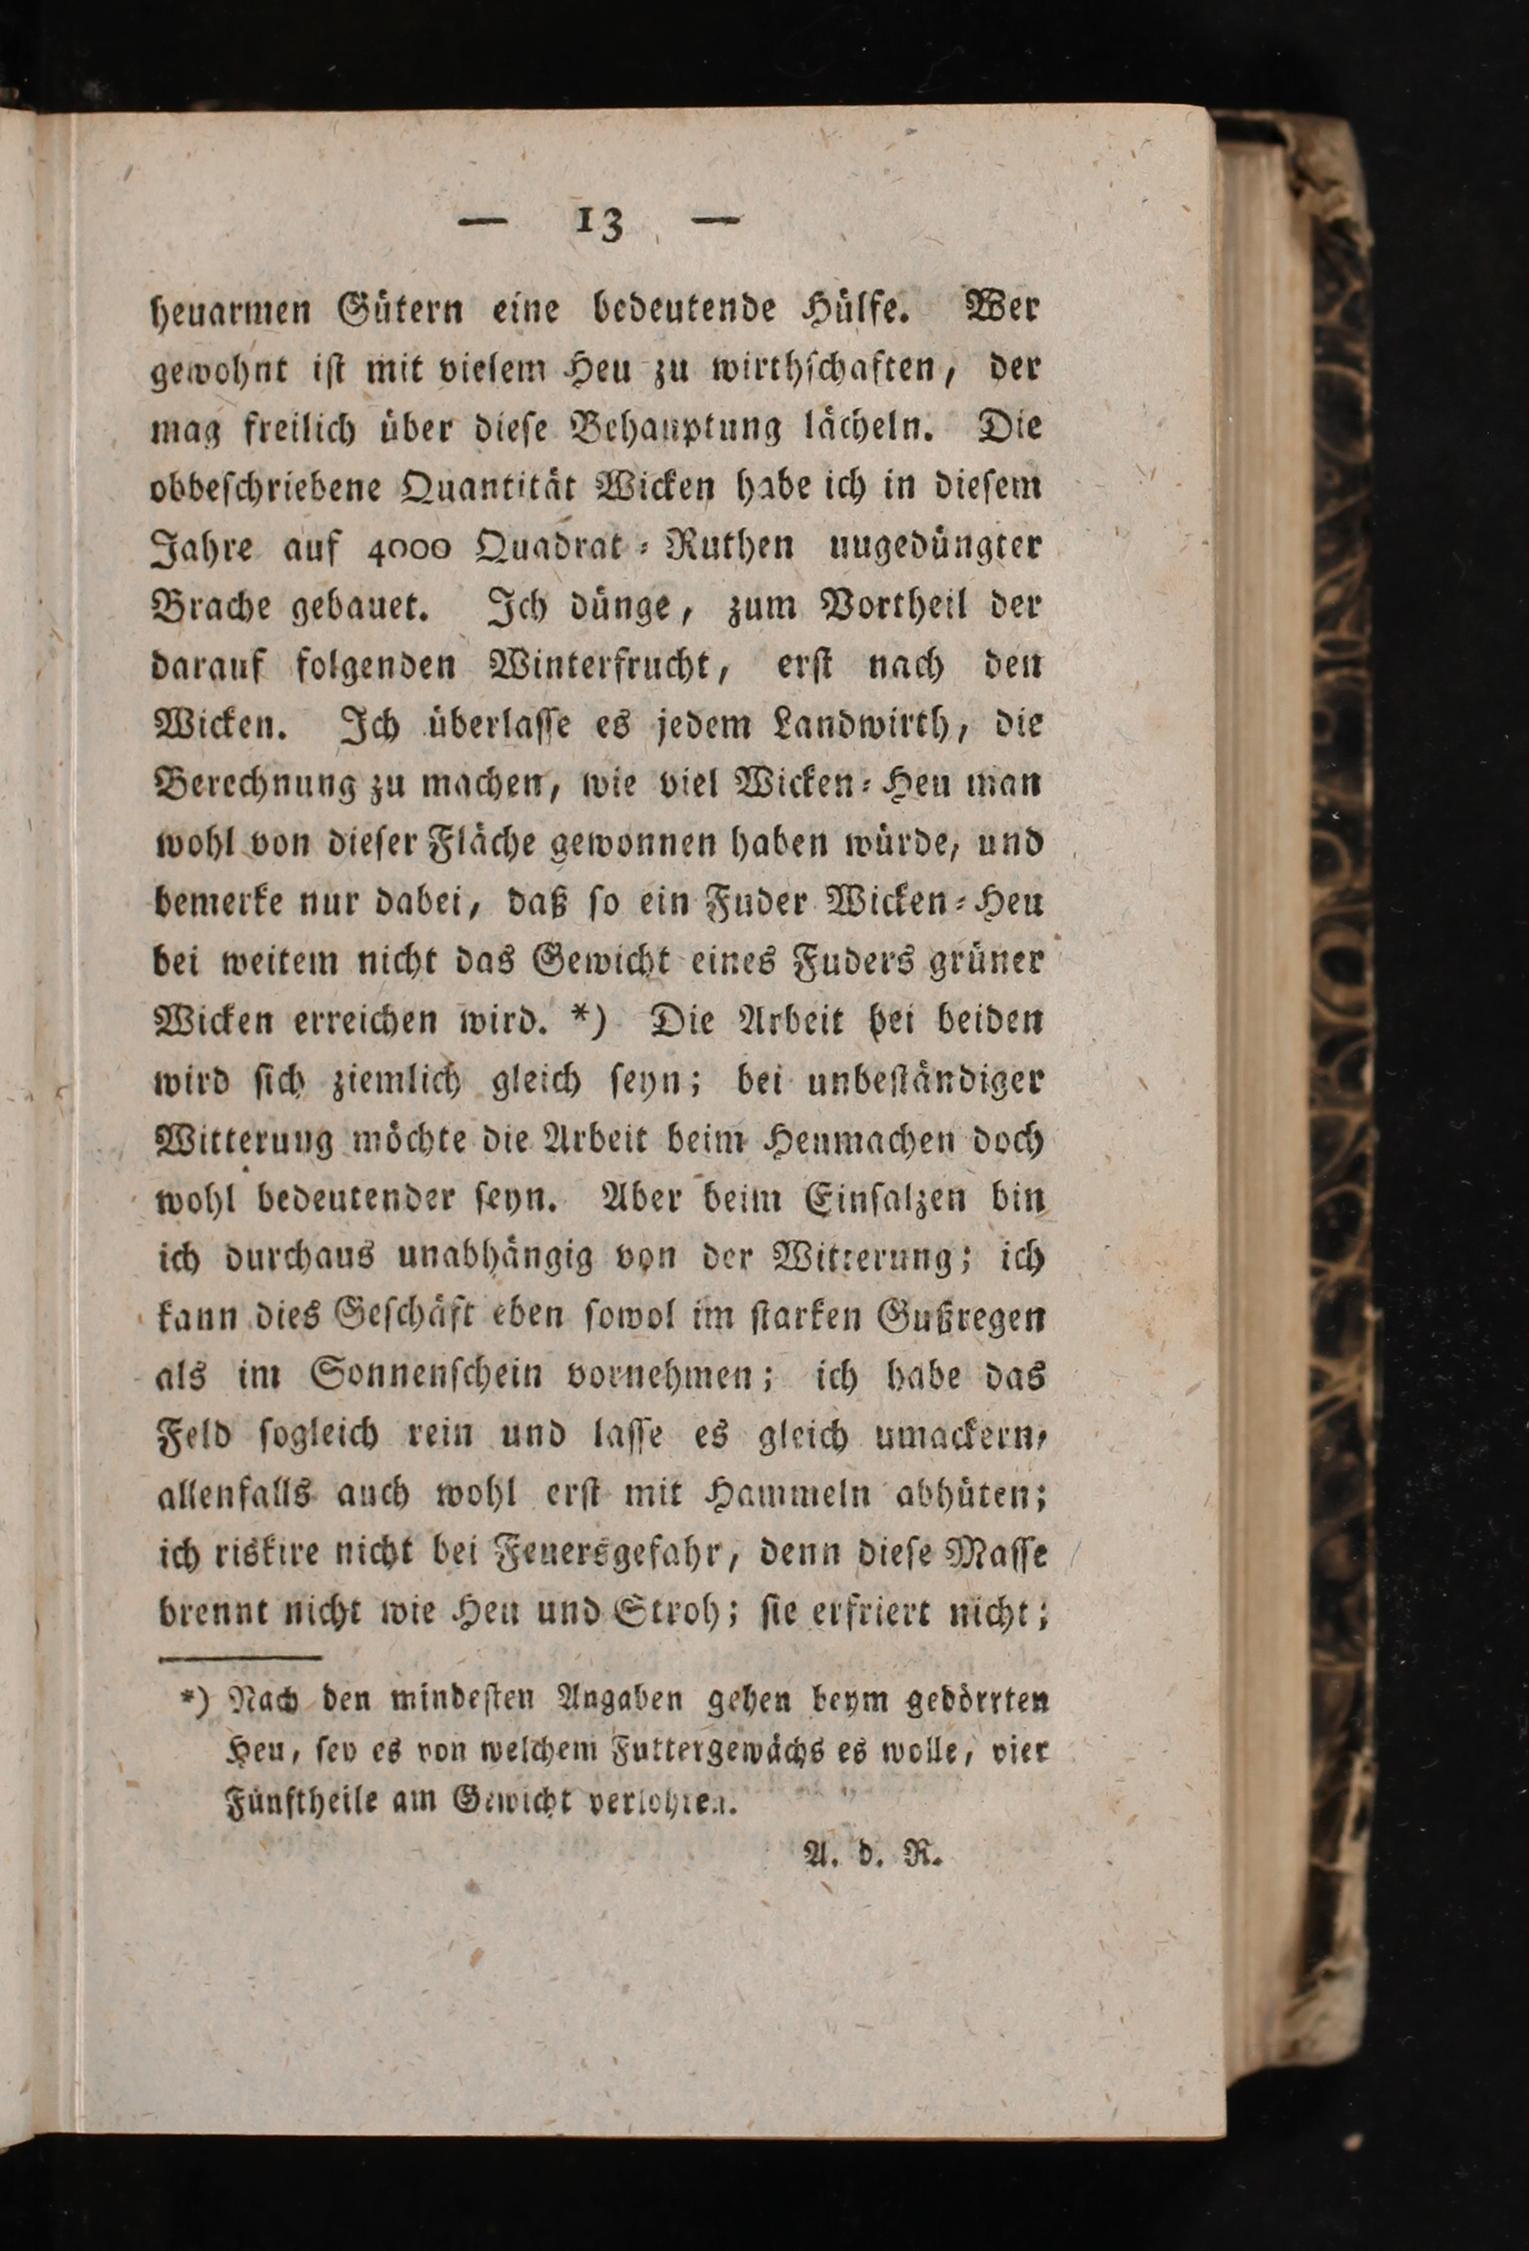 — 13 —
heuarmen Gütern eine bedeutende Hülfe. Wer
gewohnt ist mit vielem Heu zu wirthschaften, der
mag freilich über diese Behauptung lächeln. Die
obbeschriebene Quantität Wicken habe ich in diesem
Jahre auf 4000 Quadrat-Ruthen uugedüngter
Brache gebauet. Ich dünge, zum Vortheil der
darauf folgenden Winterfrucht, erst nach den
Wicken. Ich überlasse es jedem Landwirth, die
Berechnung zu machen, wie viel Wicken-Heu man
wohl von dieser Fläche gewonnen haben würde, und
bemerke nur dabei, daß so ein Fuder Wicken-Heu
bei weitem nicht das Gewicht eines Fuders grüner
Wicken erreichen wird. *) Die Arbeit bei beiden
wird sich ziemlich gleich seyn; bei unbeständiger
Witterung möchte die Arbeit beim Heumachen doch
wohl bedeutender seyn. Aber beim Einsalzen bin
ich durchaus unabhängig von der Witterung; ich
kann dies Geschäft eben sowol im starken Gußregen
als im Sonnenschein vornehmen; ich habe das
Feld sogleich rein und lasse es gleich umackern,
allenfalls auch wohl erst mit Hammeln abhüten;
ich riskire nicht bei Feuersgefahr, denn diese Masse
brennt nicht wie Heu und Stroh; sie erfriert nicht;
*) Nach den mindesten Angaben gehen beym gedörrten
Heu, sey es von welchem Futtergewächs es wolle, vier
Fünftheile am Gewicht verlohren.
A. d. R.